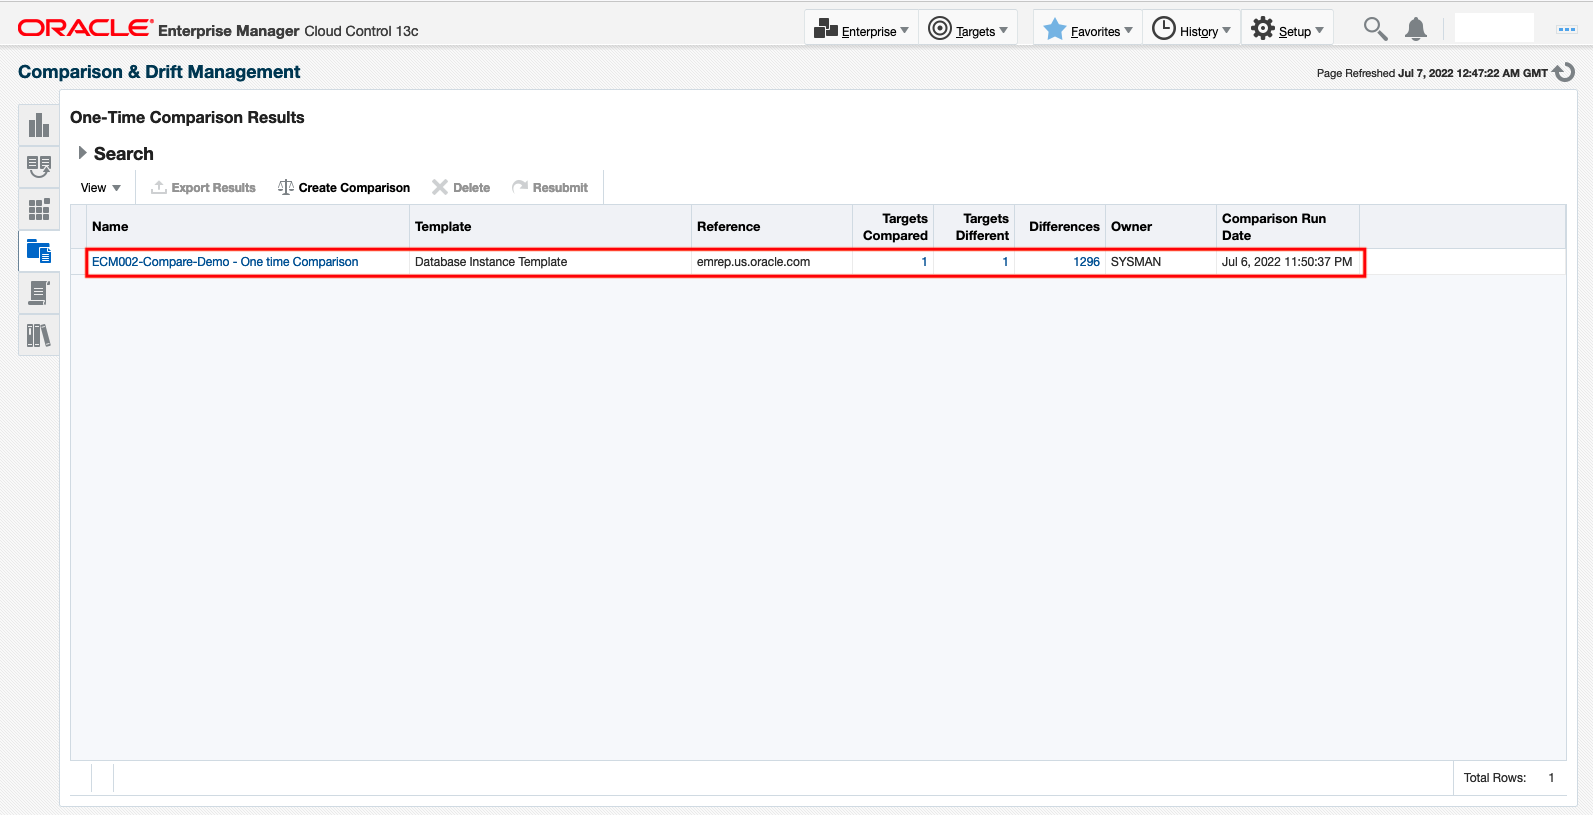 ORACLE Enterprise Manager Cloud Control 13c Enterprise Targets Favorites History Setup
Comparison & Drift Management Page Refreshed Jul 7, 2022 12:47:22 AM GMT
One-Time Comparison Results
Search
View Export Results Create Comparison Delete Resubmit
Name Template Reference Targets Compared Targets Different Differences Owner Comparison Run Date
ECM002-Compare-Demo - One time Comparison Database Instance Template emrep.us.oracle.com 1 1 1296 SYSMAN Jul 6, 2022 11:50:37 PM
Total Rows: 1